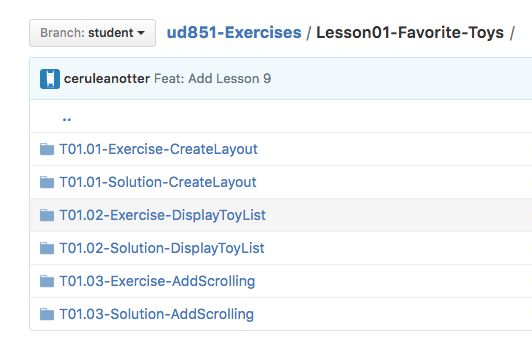 Branch: student ud851-Exercises / Lesson01-Favorite-Toys /
ceruleanotter Feat: Add Lesson 9
..
T01.01-Exercise-CreateLayout
T01.01-Solution-CreateLayout
T01.02-Exercise-DisplayToyList
T01.02-Solution-DisplayToyList
T01.03-Exercise-AddScrolling
T01.03-Solution-AddScrolling